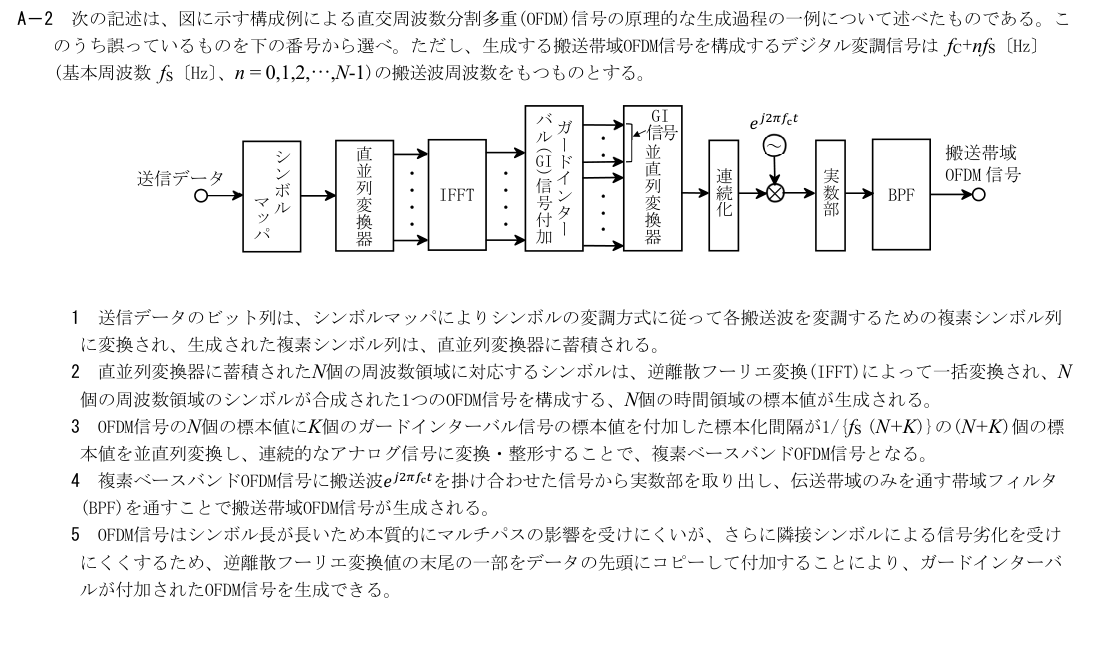 A－2　次の記述は、図に示す構成例による直交周波数分割多重(OFDM)信号の原理的な生成過程の一例について述べたものである。こ
のうち誤っているものを下の番号から選べ。ただし、生成する搬送帯域OFDM信号を構成するデジタル変調信号は fC+nfS〔Hz〕
(基本周波数 fS〔Hz〕、n = 0,1,2,⋯,N-1)の搬送波周波数をもつものとする。
送信データ
シンボル
マッパ
直並列変換器
IFFT
ガードインター
バル(GI)信号付加
GI
信号
並直列変換器
連続化
e^{j2πfct}
実数部
BPF
搬送帯域
OFDM 信号
1　送信データのビット列は、シンボルマッパによりシンボルの変調方式に従って各搬送波を変調するための複素シンボル列
に変換され、生成された複素シンボル列は、直並列変換器に蓄積される。
2　直並列変換器に蓄積されたN個の周波数領域に対応するシンボルは、逆離散フーリエ変換(IFFT)によって一括変換され、N
個の周波数領域のシンボルが合成された1つのOFDM信号を構成する、N個の時間領域の標本値が生成される。
3　OFDM信号のN個の標本値にK個のガードインターバル信号の標本値を付加した標本化間隔が1/{fS (N+K)}の(N+K)個の標
本値を並直列変換し、連続的なアナログ信号に変換・整形することで、複素ベースバンドOFDM信号となる。
4　複素ベースバンドOFDM信号に搬送波e^{j2πfct}を掛け合わせた信号から実数部を取り出し、伝送帯域のみを通す帯域フィルタ
(BPF)を通すことで搬送帯域OFDM信号が生成される。
5　OFDM信号はシンボル長が長いため本質的にマルチパスの影響を受けにくいが、さらに隣接シンボルによる信号劣化を受け
にくくするため、逆離散フーリエ変換値の末尾の一部をデータの先頭にコピーして付加することにより、ガードインターバ
ルが付加されたOFDM信号を生成できる。